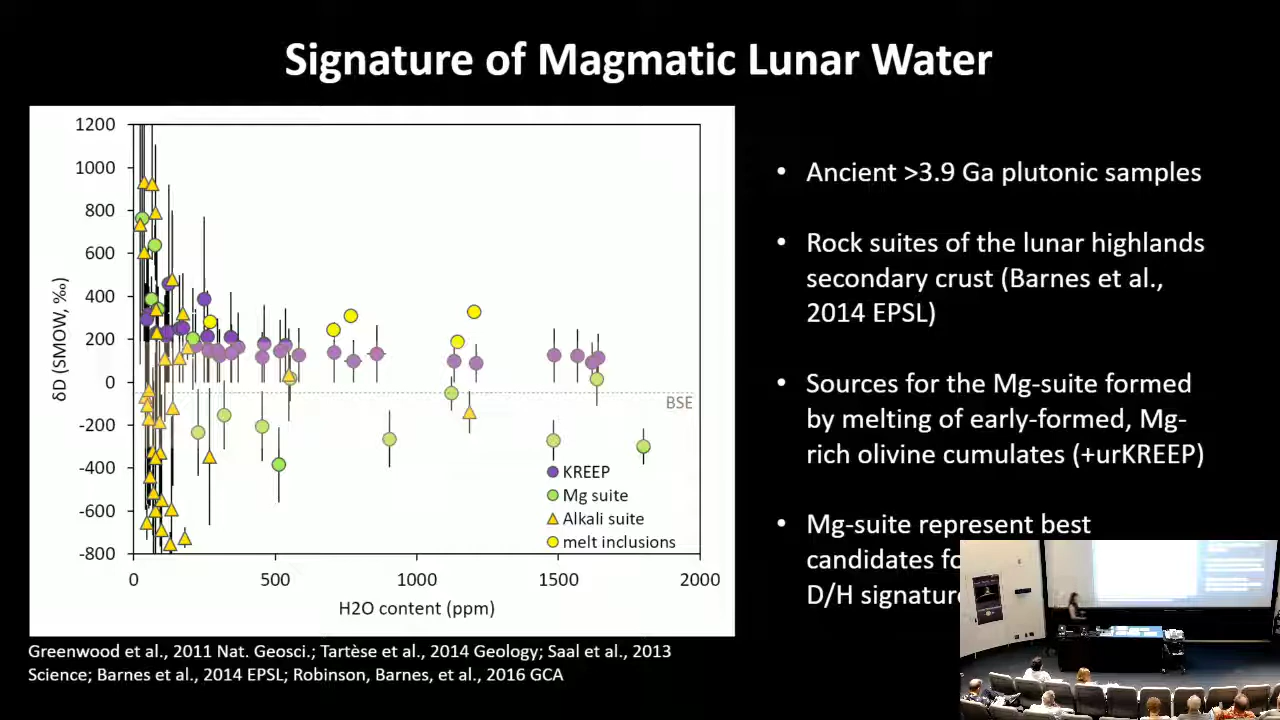 Signature of Magmatic Lunar Water
1200
1000
800
600
400
200
0
-200
-400
-600
-800
δD (SMOW, ‰)
BSE
KREEP
Mg suite
Alkali suite
melt inclusions
0 500 1000 1500 2000
H2O content (ppm)
Greenwood et al., 2011 Nat. Geosci.; Tartèse et al., 2014 Geology; Saal et al., 2013
Science; Barnes et al., 2014 EPSL; Robinson, Barnes, et al., 2016 GCA
• Ancient >3.9 Ga plutonic samples
• Rock suites of the lunar highlands
secondary crust (Barnes et al.,
2014 EPSL)
• Sources for the Mg-suite formed
by melting of early-formed, Mg-
rich olivine cumulates (+urKREEP)
• Mg-suite represent best
candidates
D/H